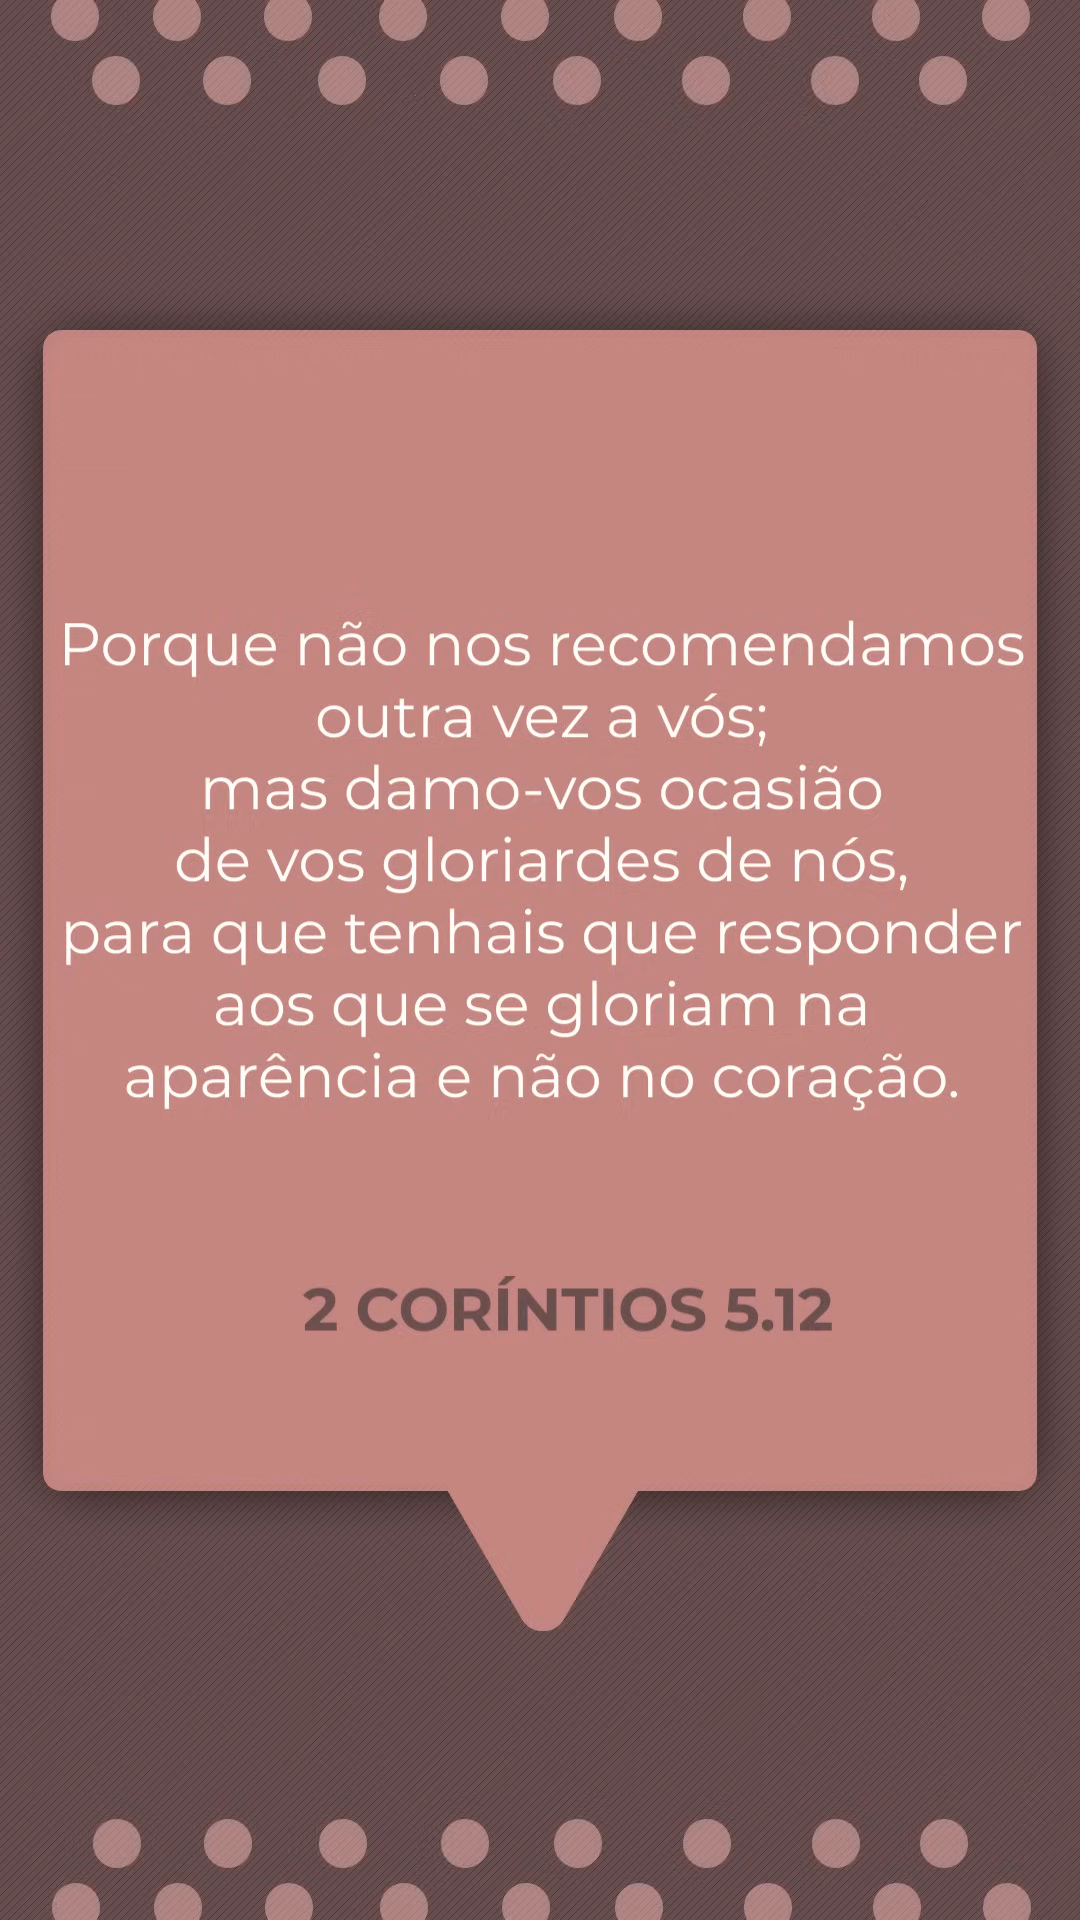 Porque não nos recomendamos
outra vez a vós;
mas damo-vos ocasião
de vos gloriardes de nós,
para que tenhais que responder
aos que se gloriam na
aparência e não no coração.
2 CORÍNTIOS 5.12